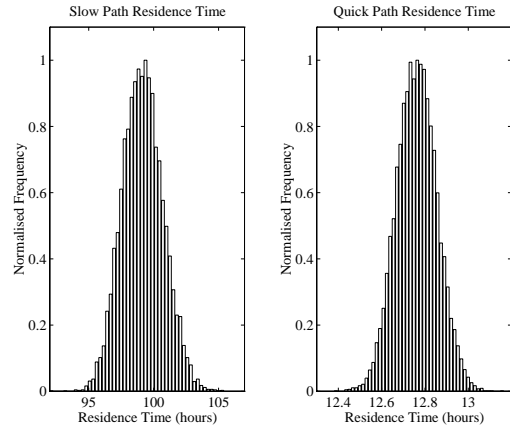 Slow Path Residence Time
Normalised Frequency
1
0.8
0.6
0.4
0.2
0
95 100 105
Residence Time (hours)
Quick Path Residence Time
Normalised Frequency
1
0.8
0.6
0.4
0.2
0
12.4 12.6 12.8 13
Residence Time (hours)